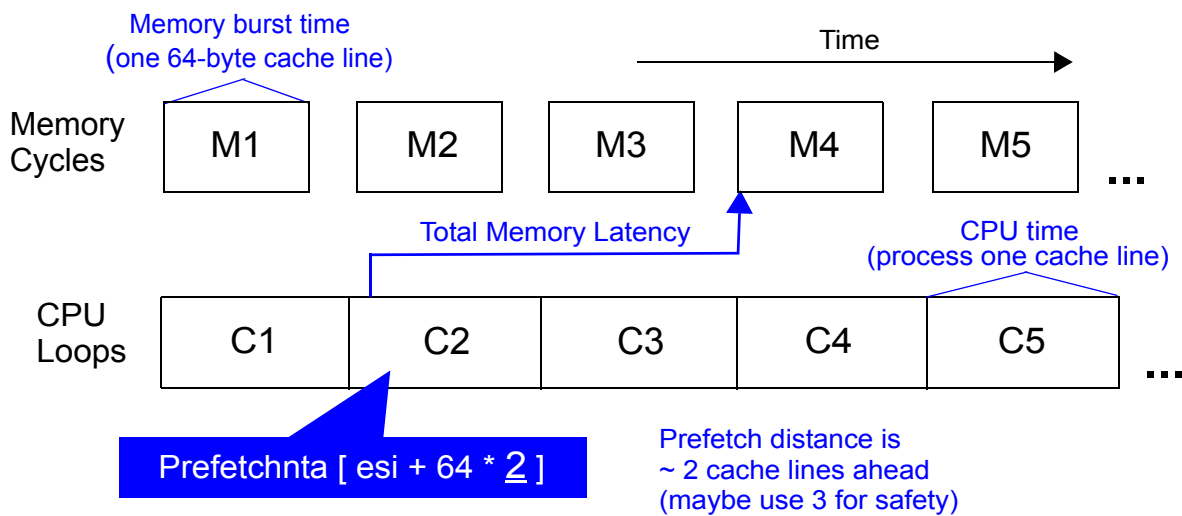 Memory burst time
(one 64-byte cache line)
Time
Memory
Cycles
M1
M2
M3
M4
M5
...
Total Memory Latency
CPU time
(process one cache line)
CPU
Loops
C1
C2
C3
C4
C5
...
Prefetchnta [ esi + 64 * 2 ]
Prefetch distance is
~ 2 cache lines ahead
(maybe use 3 for safety)